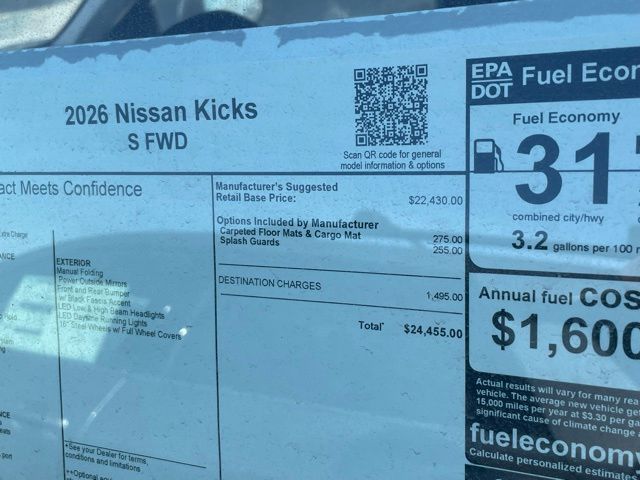 2026 Nissan Kicks
S FWD
Scan QR code for general
model information & options
EPA
DOT
Fuel Econ
Fuel Economy
31
combined city/hwy
3.2 gallons per 100
Annual fuel COS
$1,600
Actual results will vary for many rea
vehicle. The average new vehicle ge
15,000 miles per year at $3.30 per ga
significant cause of climate change a
fueleconomy
Calculate personalized estimates
act Meets Confidence
Extra Charge
EXTERIOR
Manual Folding
Power Outside Mirrors
Front and Rear Bumper
w/ Black Fascia Accent
LED Low & High Beam Headlights
LED Daytime Running Lights
16" Steel Wheels w/ Full Wheel Covers
*See your Dealer for terms,
conditions and limitations
Manufacturer's Suggested
Retail Base Price: $22,430.00
Options Included by Manufacturer
Carpeted Floor Mats & Cargo Mat 275.00
Splash Guards 255.00
DESTINATION CHARGES
1,495.00
Total* $24,455.00